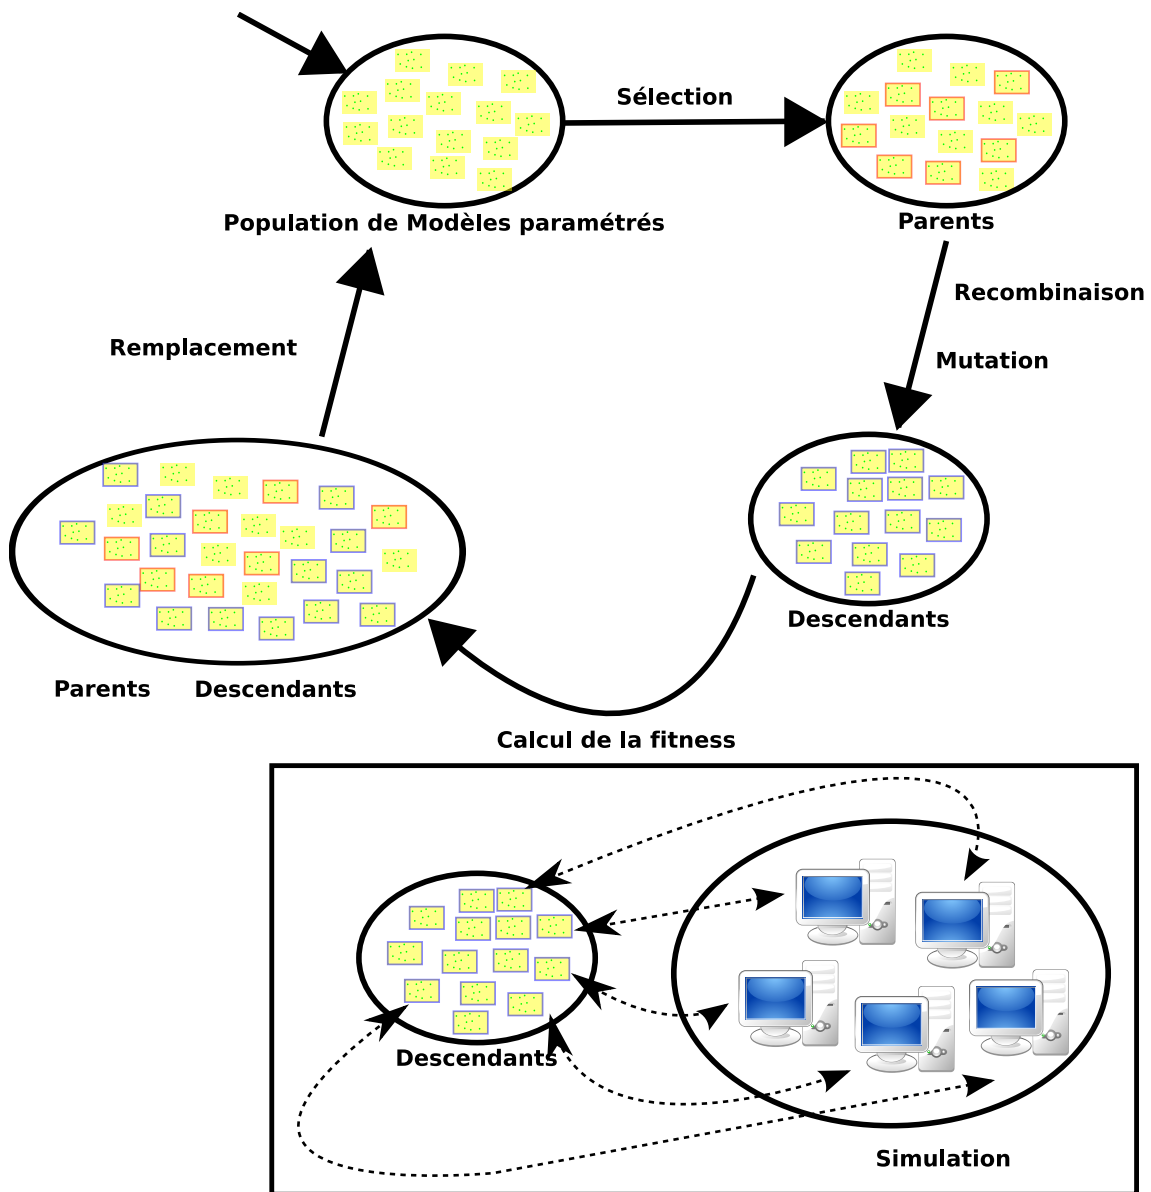 Sélection
Population de Modèles paramétrés
Parents
Recombinaison
Remplacement
Mutation
Descendants
Parents Descendants
Calcul de la fitness
Descendants
Simulation